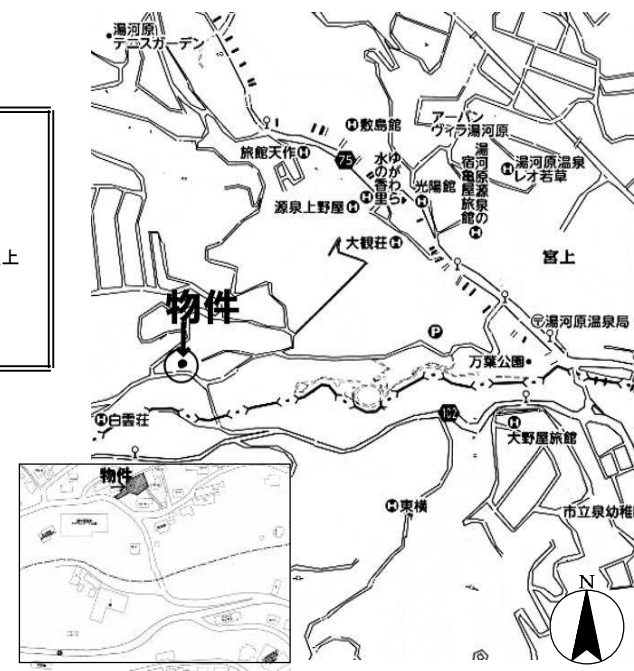 湯河原
テニスガーデン
敷島館
アーバン
ヴィラ湯河原
旅館天作
75
ゆがわら
水の香里
湯河原源泉の
宿亀屋旅館
湯河原温泉
レオ若草
光陽館
源泉上野屋
大観荘
宮上
上
物件
湯河原温泉局
P
万葉公園
白雲荘
102
大野屋旅館
物件
東横
市立泉幼稚
N